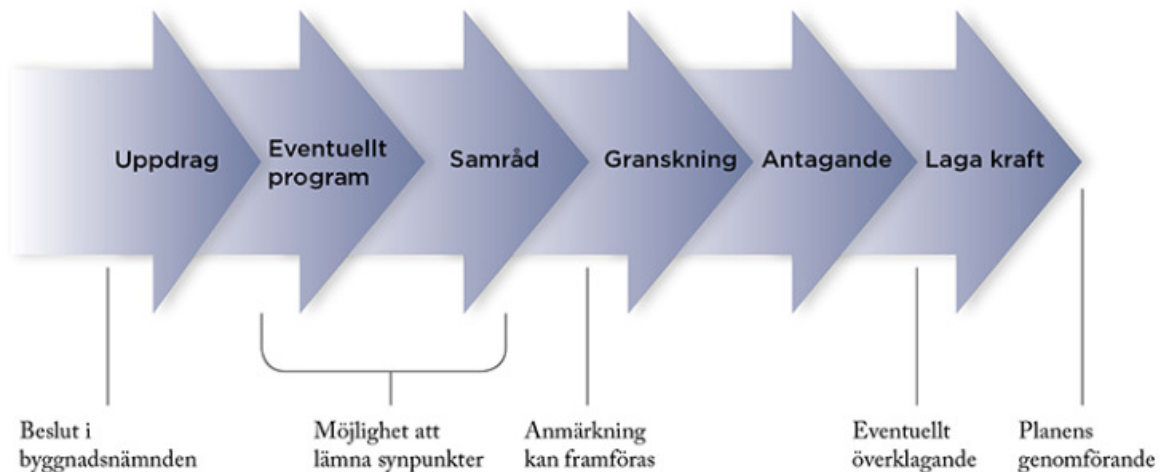 Uppdrag
Eventuellt
program
Samråd
Granskning
Antagande
Laga kraft
Beslut i
byggnadsnämnden
Möjlighet att
lämna synpunkter
Anmärkning
kan framföras
Eventuellt
överklagande
Planens
genomförande